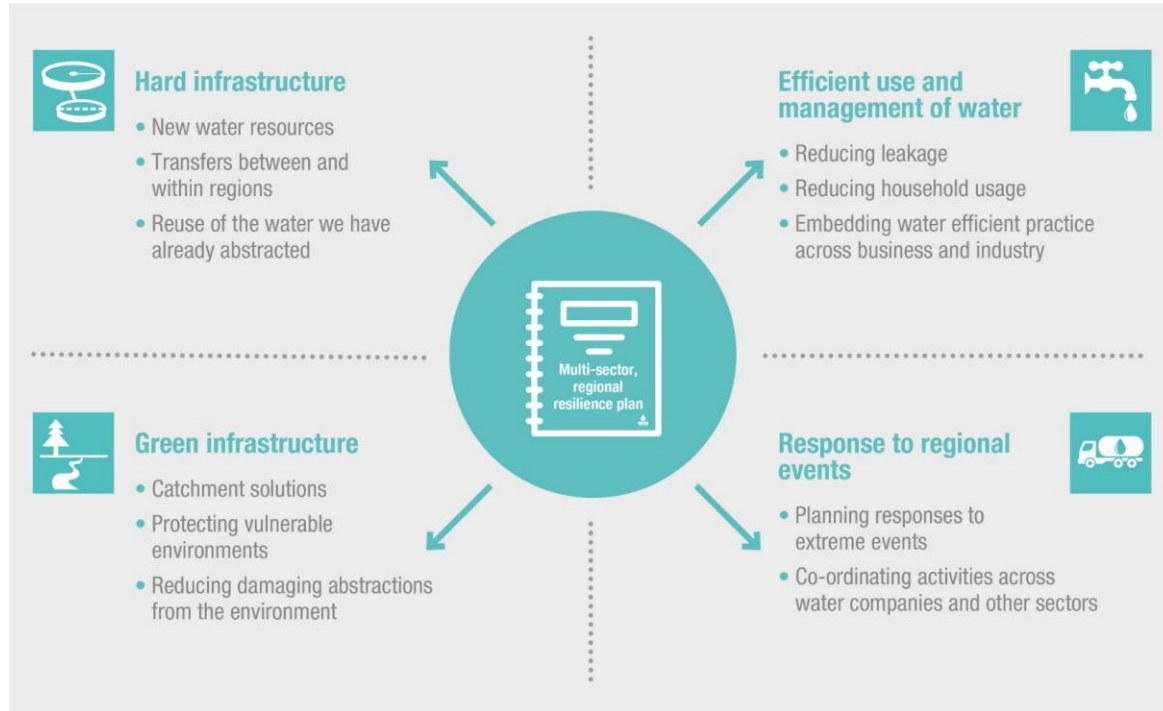 Hard infrastructure
• New water resources
• Transfers between and
within regions
• Reuse of the water we have
already abstracted
Efficient use and
management of water
• Reducing leakage
• Reducing household usage
• Embedding water efficient practice
across business and industry
Multi-sector,
regional
resilience plan
Green infrastructure
• Catchment solutions
• Protecting vulnerable
environments
• Reducing damaging abstractions
from the environment
Response to regional
events
• Planning responses to
extreme events
• Co-ordinating activities across
water companies and other sectors